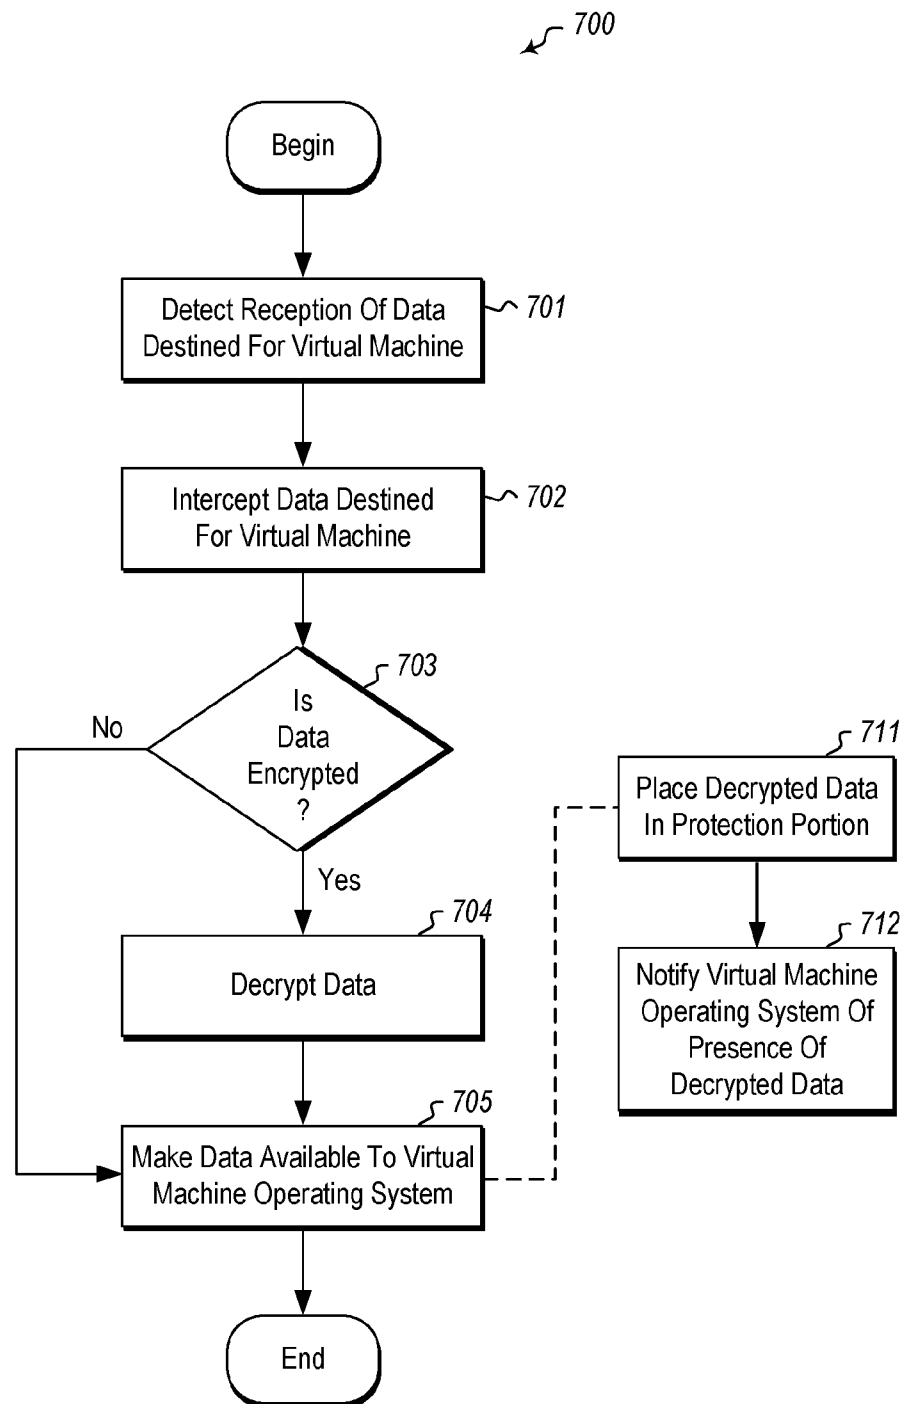 700
Begin
Detect Reception Of Data
Destined For Virtual Machine
701
Intercept Data Destined
For Virtual Machine
702
703
Is
Data
Encrypted
?
No
Yes
704
Decrypt Data
705
Make Data Available To Virtual
Machine Operating System
End
711
Place Decrypted Data
In Protection Portion
712
Notify Virtual Machine
Operating System Of
Presence Of
Decrypted Data